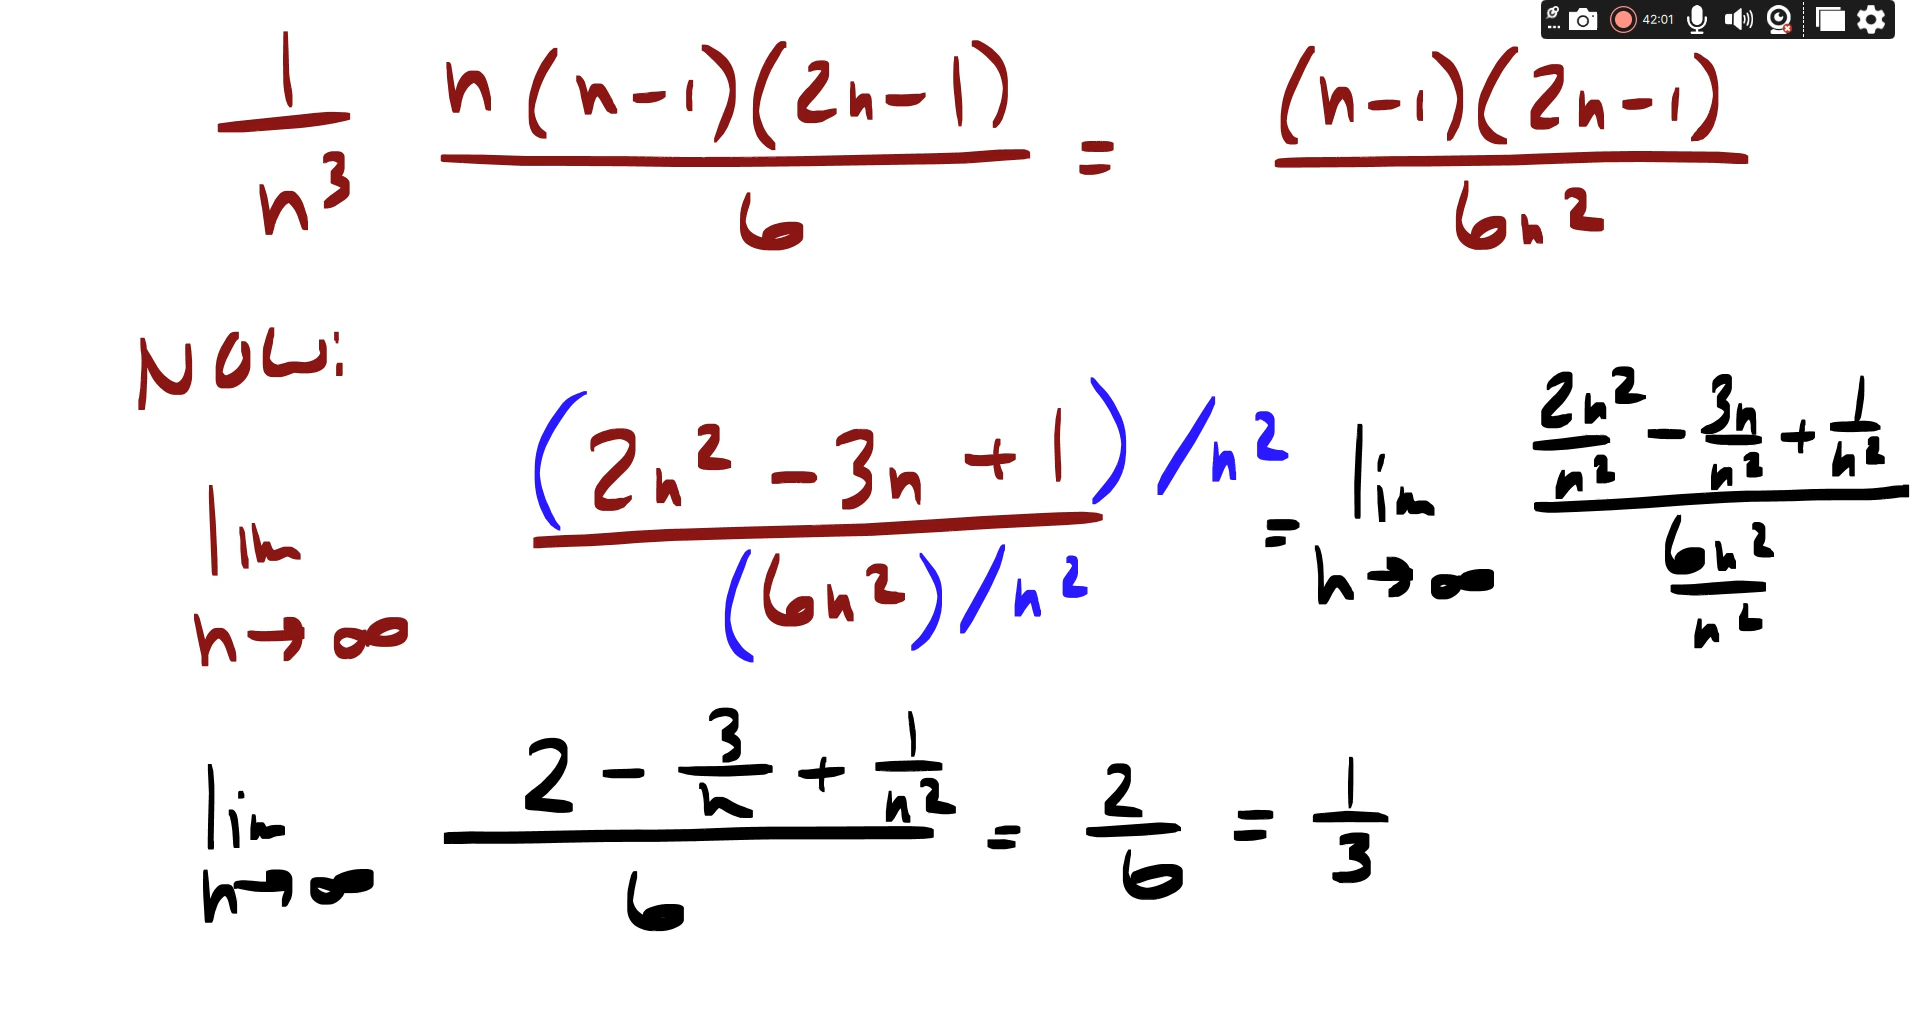 42:01
1/n³ n(n-1)(2n-1)/6 = (n-1)(2n-1)/6n²
NOW:
lim n→∞ (2n² - 3n + 1)/n² / (6n²)/n² = lim n→∞ (2n²/n² - 3n/n² + 1/n²) / (6n²/n²)
lim n→∞ (2 - 3/n + 1/n²) / 6 = 2/6 = 1/3